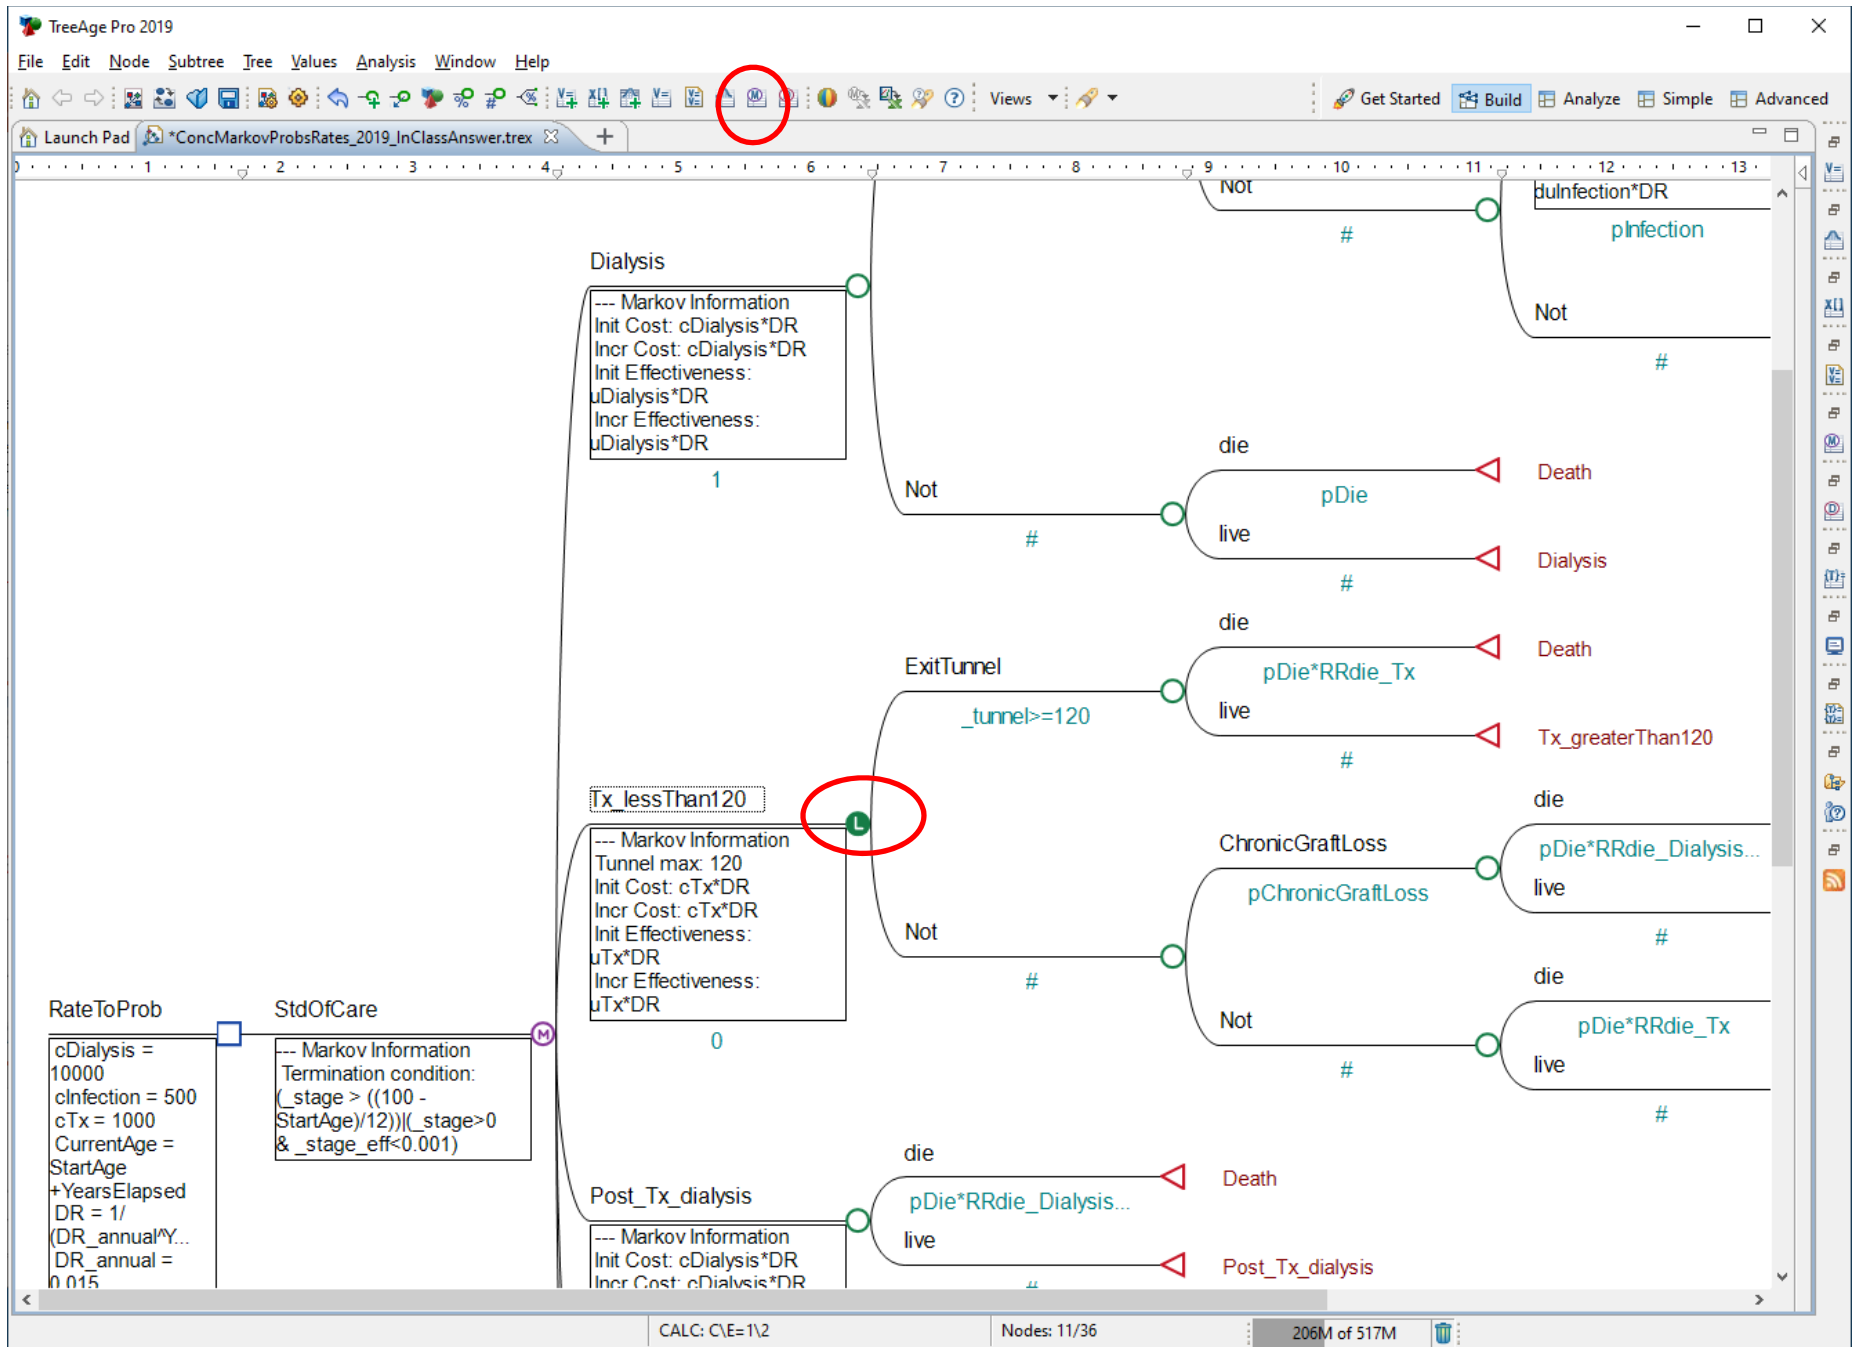 TreeAge Pro 2019
File Edit Node Subtree Tree Values Analysis Window Help
Views
Get Started Build Analyze Simple Advanced
Launch Pad *ConcMarkovProbsRates_2019_InClassAnswer.trex
1 2 3 4 5 6 7 8 9 10 11 12 13
Not
#
duInfection*DR
pInfection
Not
#
Dialysis
--- Markov Information
Init Cost: cDialysis*DR
Incr Cost: cDialysis*DR
Init Effectiveness:
uDialysis*DR
Incr Effectiveness:
uDialysis*DR
1
Not
#
die
pDie
Death
live
#
Dialysis
ExitTunnel
_tunnel>=120
die
pDie*RRdie_Tx
Death
live
#
Tx_greaterThan120
Tx_lessThan120
L
--- Markov Information
Tunnel max: 120
Init Cost: cTx*DR
Incr Cost: cTx*DR
Init Effectiveness:
uTx*DR
Incr Effectiveness:
uTx*DR
0
Not
#
ChronicGraftLoss
pChronicGraftLoss
die
pDie*RRdie_Dialysis...
live
#
Not
#
die
pDie*RRdie_Tx
live
#
RateToProb
cDialysis =
10000
cInfection = 500
cTx = 1000
CurrentAge =
StartAge
+YearsElapsed
DR = 1/
(DR_annual^Y...
DR_annual =
0.015
StdOfCare
M
--- Markov Information
Termination condition:
(_stage > ((100 -
StartAge)/12))|(_stage>0
& _stage_eff<0.001)
Post_Tx_dialysis
--- Markov Information
Init Cost: cDialysis*DR
Incr Cost: cDialysis*DR
die
pDie*RRdie_Dialysis...
Death
live
#
Post_Tx_dialysis
CALC: C\E=1\2
Nodes: 11/36
206M of 517M